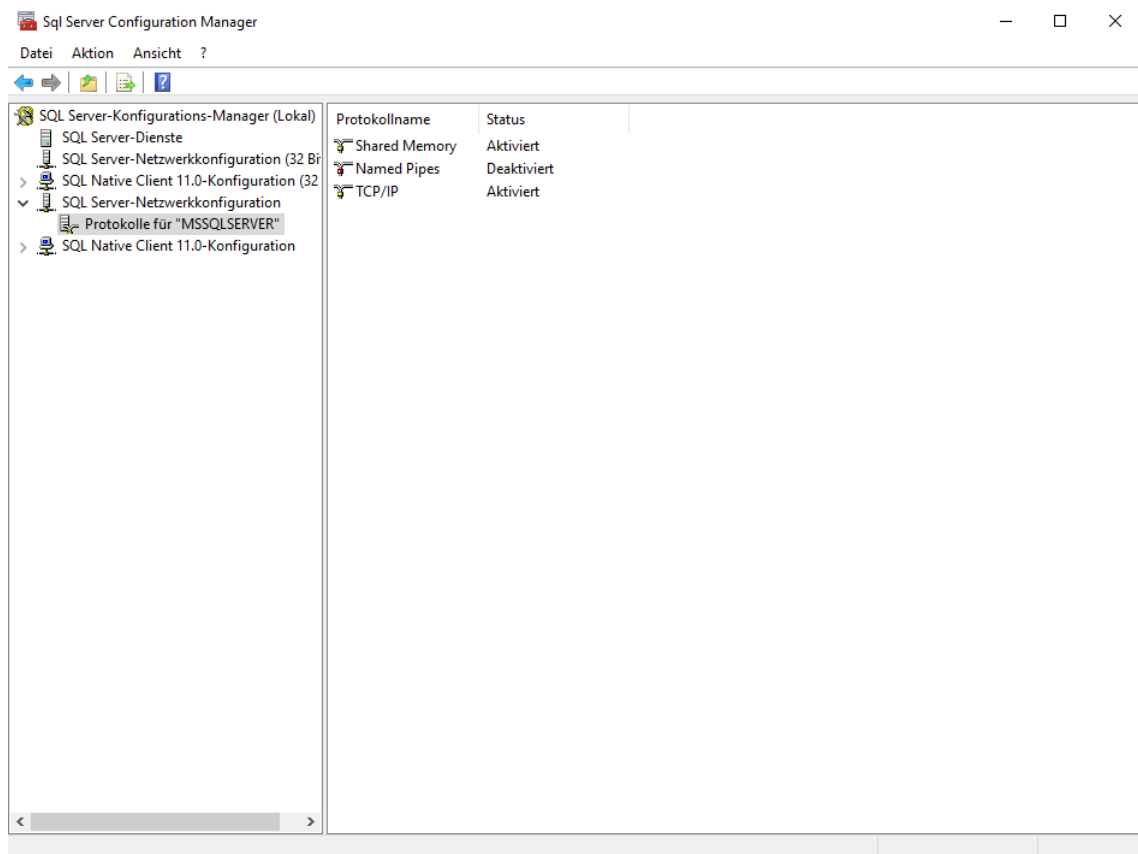 Sql Server Configuration Manager
Datei Aktion Ansicht ?
SQL Server-Konfigurations-Manager (Lokal)
SQL Server-Dienste
SQL Server-Netzwerkkonfiguration (32 Bi
SQL Native Client 11.0-Konfiguration (32
SQL Server-Netzwerkkonfiguration
Protokolle für "MSSQLSERVER"
SQL Native Client 11.0-Konfiguration
Protokollname Status
Shared Memory Aktiviert
Named Pipes Deaktiviert
TCP/IP Aktiviert